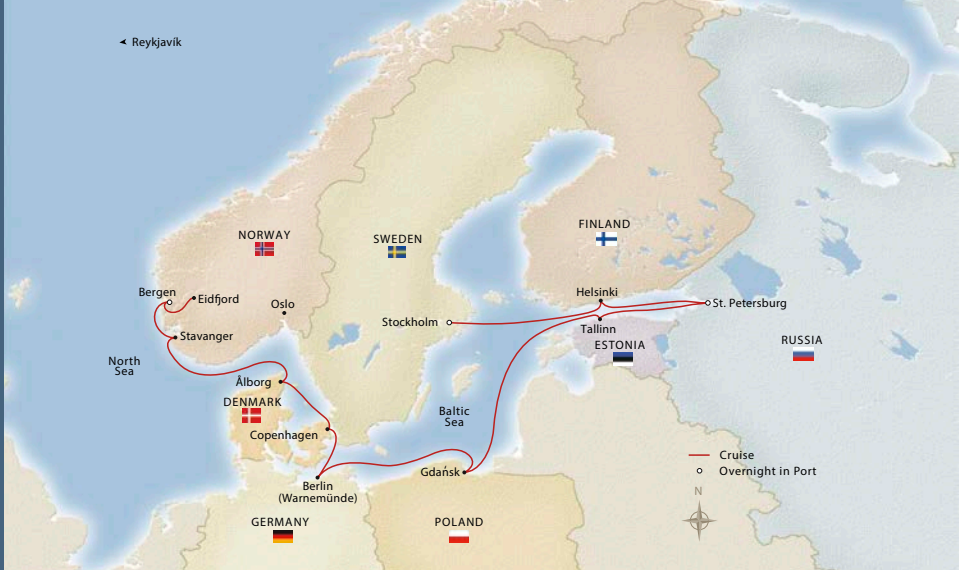 Reykjavík
NORWAY
SWEDEN
FINLAND
Bergen
Eidfjord
Oslo
Helsinki
St. Petersburg
Stockholm
Tallinn
Stavanger
ESTONIA
RUSSIA
North
Sea
Ålborg
DENMARK
Baltic
Sea
Copenhagen
Cruise
Overnight in Port
Gdańsk
Berlin
(Warnemünde)
N
GERMANY
POLAND